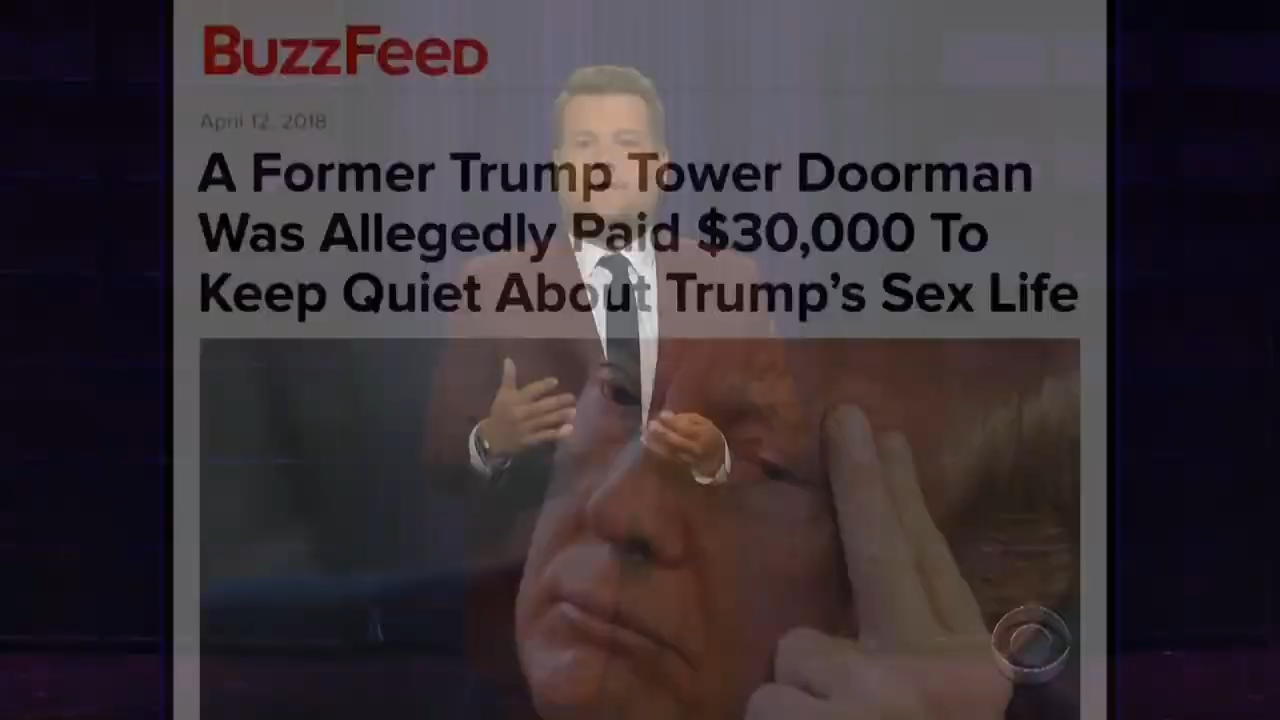 BuzzFeed
April 12, 2018
A Former Trump Tower Doorman
Was Allegedly Paid $30,000 To
Keep Quiet About Trump's Sex Life